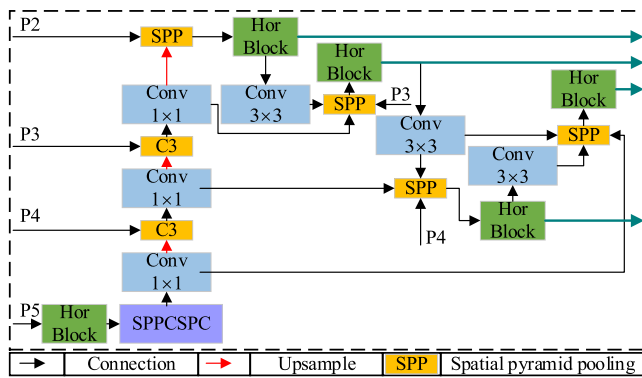 P2
SPP
Hor
Block
Hor
Block
Hor
Block
Conv
1×1
Conv
3×3
SPP
P3
Conv
3×3
SPP
P3
C3
Conv
3×3
Conv
1×1
SPP
P4
C3
Hor
Block
P4
Conv
1×1
P5
Hor
Block
SPPCSPC
Connection
Upsample
SPP
Spatial pyramid pooling